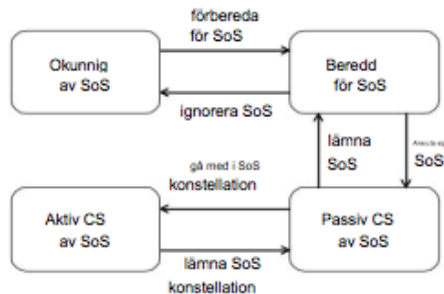 förbereda
för SoS
Okunnig
av SoS
Beredd
för SoS
ignorera SoS
lämna
SoS
SoS
gå med i SoS
konstellation
Aktiv CS
av SoS
Passiv CS
av SoS
lämna SoS
konstellation